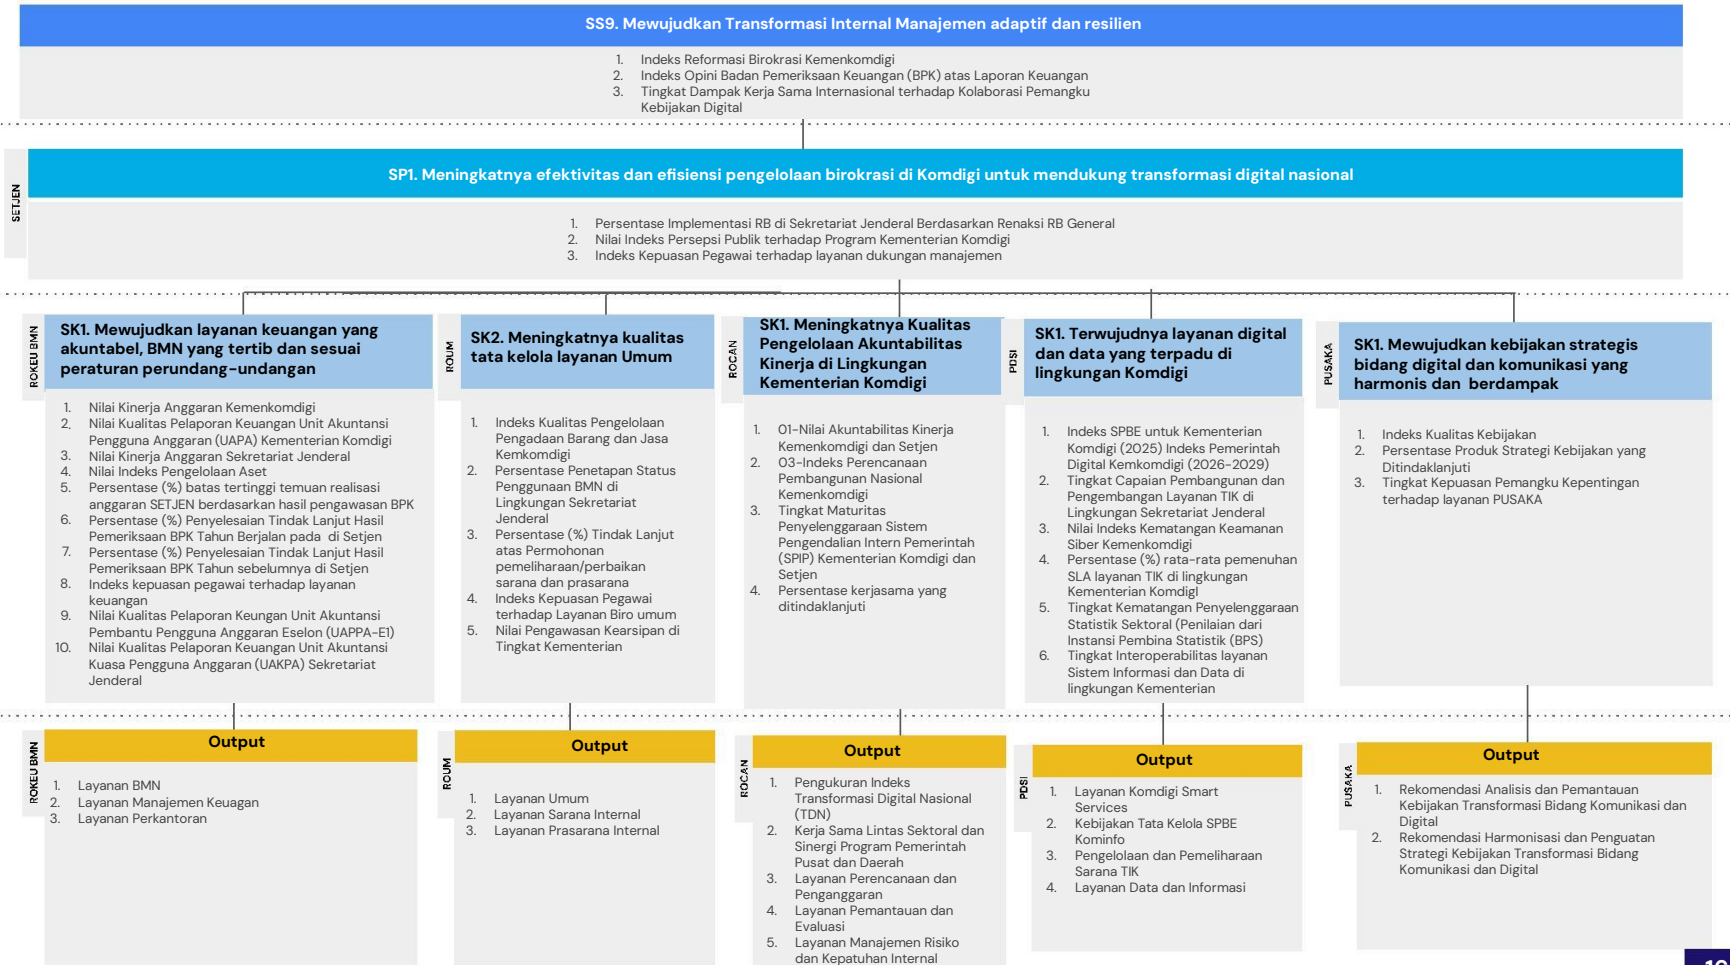 SS9. Mewujudkan Transformasi Internal Manajemen adaptif dan resilien
1. Indeks Reformasi Birokrasi Kemenkomdigi
2. Indeks Opini Badan Pemeriksaan Keuangan (BPK) atas Laporan Keuangan
3. Tingkat Dampak Kerja Sama Internasional terhadap Kolaborasi Pemangku
Kebijakan Digital
SETJEN
SP1. Meningkatnya efektivitas dan efisiensi pengelolaan birokrasi di Komdigi untuk mendukung transformasi digital nasional
1. Persentase Implementasi RB di Sekretariat Jenderal Berdasarkan Renaksi RB General
2. Nilai Indeks Persepsi Publik terhadap Program Kementerian Komdigi
3. Indeks Kepuasan Pegawai terhadap layanan dukungan manajemen
ROKEU BMN
SK1. Mewujudkan layanan keuangan yang
akuntabel, BMN yang tertib dan sesuai
peraturan perundang-undangan
1. Nilai Kinerja Anggaran Kemenkomdigi
2. Nilai Kualitas Pelaporan Keuangan Unit Akuntansi
Pengguna Anggaran (UAPA) Kementerian Komdigi
3. Nilai Kinerja Anggaran Sekretariat Jenderal
4. Nilai Indeks Pengelolaan Aset
5. Persentase (%) batas tertinggi temuan realisasi
anggaran SETJEN berdasarkan hasil pengawasan BPK
6. Persentase (%) Penyelesaian Tindak Lanjut Hasil
Pemeriksaan BPK Tahun Berjalan pada di Setjen
7. Persentase (%) Penyelesaian Tindak Lanjut Hasil
Pemeriksaan BPK Tahun sebelumnya di Setjen
8. Indeks kepuasan pegawai terhadap layanan
keuangan
9. Nilai Kualitas Pelaporan Keungan Unit Akuntansi
Pembantu Pengguna Anggaran Eselon (UAPPA-E1)
10. Nilai Kualitas Pelaporan Keuangan Unit Akuntansi
Kuasa Pengguna Anggaran (UAKPA) Sekretariat
Jenderal
ROUM
SK2. Meningkatnya kualitas
tata kelola layanan Umum
1. Indeks Kualitas Pengelolaan
Pengadaan Barang dan Jasa
Kemkomdigi
2. Persentase Penetapan Status
Penggunaan BMN di
Lingkungan Sekretariat
Jenderal
3. Persentase (%) Tindak Lanjut
atas Permohonan
pemeliharaan/perbaikan
sarana dan prasarana
4. Indeks Kepuasan Pegawai
terhadap Layanan Biro umum
5. Nilai Pengawasan Kearsipan di
Tingkat Kementerian
ROCAN
SK1. Meningkatnya Kualitas
Pengelolaan Akuntabilitas
Kinerja di Lingkungan
Kementerian Komdigi
1. 01-Nilai Akuntabilitas Kinerja
Kemenkomdigi dan Setjen
2. 03-Indeks Perencanaan
Pembangunan Nasional
Kemenkomdigi
3. Tingkat Maturitas
Penyelenggaraan Sistem
Pengendalian Intern Pemerintah
(SPIP) Kementerian Komdigi dan
Setjen
4. Persentase kerjasama yang
ditindaklanjuti
PDSI
SK1. Terwujudnya layanan digital
dan data yang terpadu di
lingkungan Komdigi
1. Indeks SPBE untuk Kementerian
Komdigi (2025) Indeks Pemerintah
Digital Kemkomdigi (2026-2029)
2. Tingkat Capaian Pembangunan dan
Pengembangan Layanan TIK di
Lingkungan Sekretariat Jenderal
3. Nilai Indeks Kematangan Keamanan
Siber Kemenkomdigi
4. Persentase (%) rata-rata pemenuhan
SLA layanan TIK di lingkungan
Kementerian KomdigI
5. Tingkat Kematangan Penyelenggaraan
Statistik Sektoral (Penilaian dari
Instansi Pembina Statistik (BPS)
6. Tingkat Interoperabilitas layanan
Sistem Informasi dan Data di
lingkungan Kementerian
PUSAKA
SK1. Mewujudkan kebijakan strategis
bidang digital dan komunikasi yang
harmonis dan berdampak
1. Indeks Kualitas Kebijakan
2. Persentase Produk Strategi Kebijakan yang
Ditindaklanjuti
3. Tingkat Kepuasan Pemangku Kepentingan
terhadap layanan PUSAKA
ROKEU BMN
Output
1. Layanan BMN
2. Layanan Manajemen Keuagan
3. Layanan Perkantoran
ROUM
Output
1. Layanan Umum
2. Layanan Sarana Internal
3. Layanan Prasarana Internal
ROCAN
Output
1. Pengukuran Indeks
Transformasi Digital Nasional
(TDN)
2. Kerja Sama Lintas Sektoral dan
Sinergi Program Pemerintah
Pusat dan Daerah
3. Layanan Perencanaan dan
Penganggaran
4. Layanan Pemantauan dan
Evaluasi
5. Layanan Manajemen Risiko
dan Kepatuhan Internal
PDSI
Output
1. Layanan Komdigi Smart
Services
2. Kebijakan Tata Kelola SPBE
Kominfo
3. Pengelolaan dan Pemeliharaan
Sarana TIK
4. Layanan Data dan Informasi
PUSAKA
Output
1. Rekomendasi Analisis dan Pemantauan
Kebijakan Transformasi Bidang Komunikasi dan
Digital
2. Rekomendasi Harmonisasi dan Penguatan
Strategi Kebijakan Transformasi Bidang
Komunikasi dan Digital